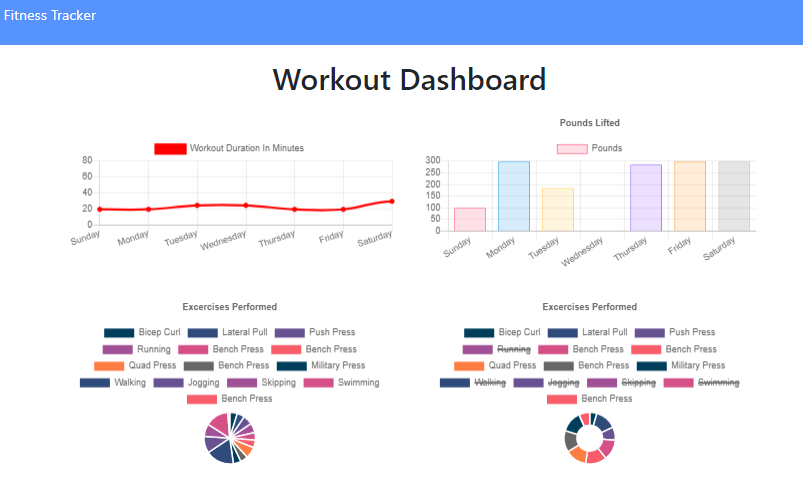 Fitness Tracker
Workout Dashboard
Workout Duration In Minutes
80
60
40
20
0
Sunday Monday Tuesday Wednesday Thursday Friday Saturday
Pounds Lifted
Pounds
300
250
200
150
100
50
0
Sunday Monday Tuesday Wednesday Thursday Friday Saturday
Excercises Performed
Bicep Curl Lateral Pull Push Press
Running Bench Press Bench Press
Quad Press Bench Press Military Press
Walking Jogging Skipping Swimming
Bench Press
Excercises Performed
Bicep Curl Lateral Pull Push Press
Running Bench Press Bench Press
Quad Press Bench Press Military Press
Walking Jogging Skipping Swimming
Bench Press